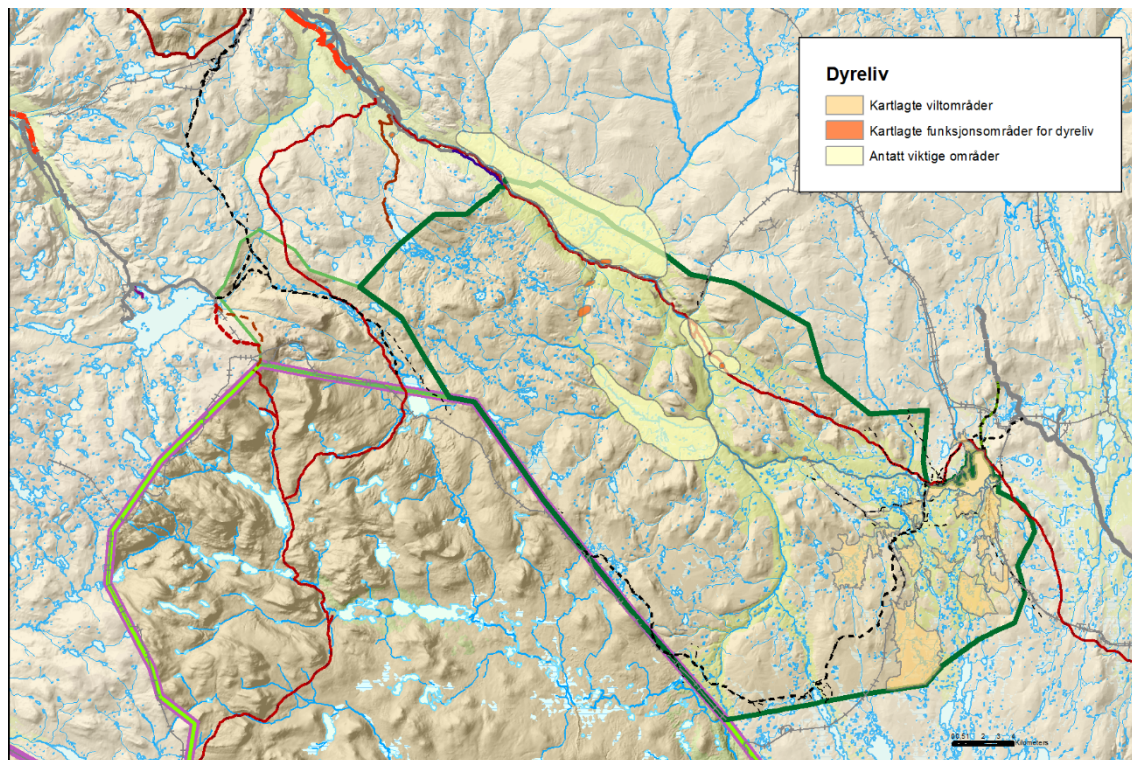 Dyreliv
Kartlagte viltområder
Kartlagte funksjonsområder for dyreliv
Antatt viktige områder
Kilometers